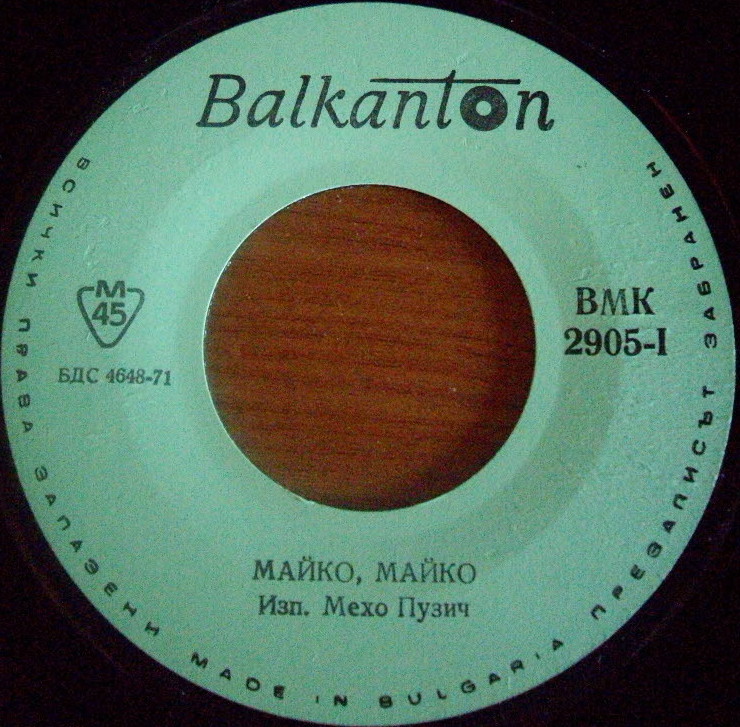 Balkanton
ВСИЧКИ ПРАВА ЗАПАЗЕНИ MADE IN BULGARIA ПРЕЗАПИСЪТ ЗАБРАНЕН
М
45
БДС 4648-71
ВМК
2905-I
МАЙКО, МАЙКО
Изп. Мехо Пузич